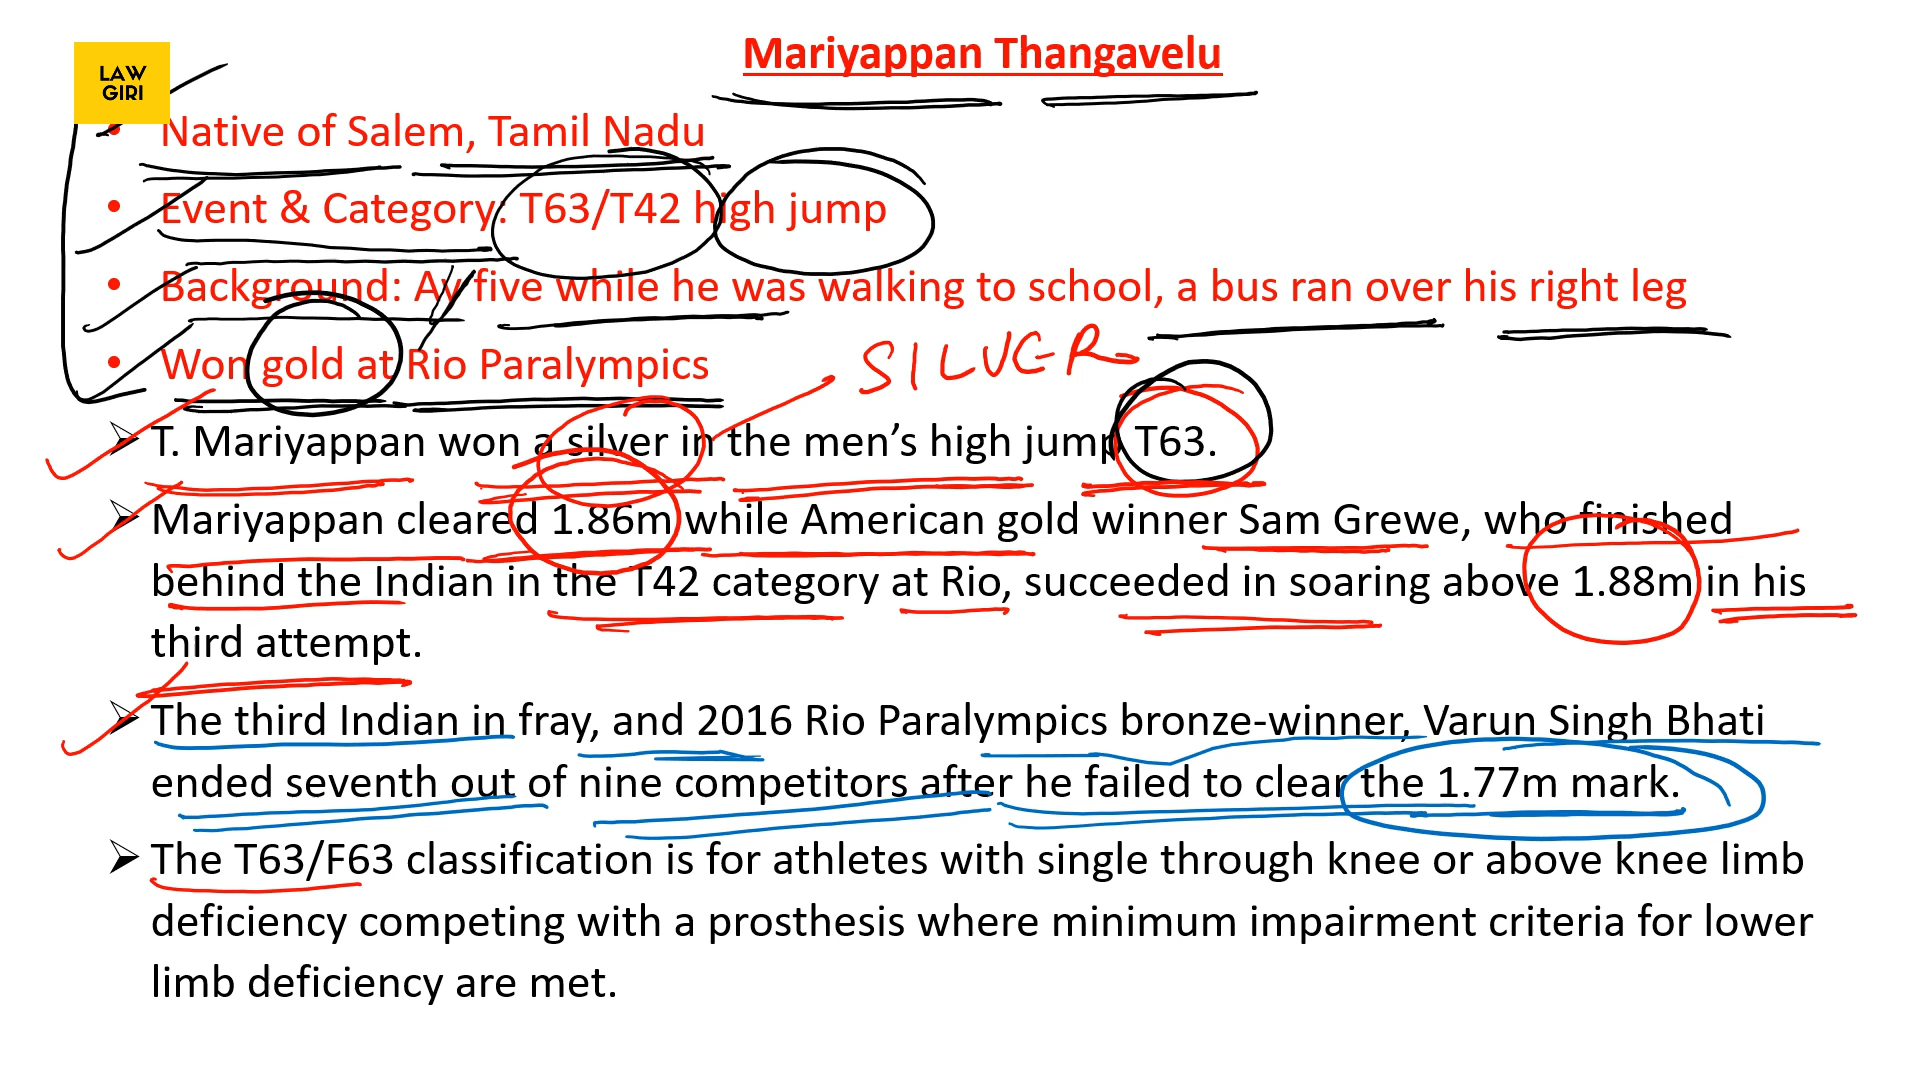 Mariyappan Thangavelu
LAW
GIRI
• Native of Salem, Tamil Nadu
• Event & Category: T63/T42 high jump
• Background: Ay five while he was walking to school, a bus ran over his right leg
• Won gold at Rio Paralympics
SILVER
➢ T. Mariyappan won a silver in the men’s high jump T63.
➢ Mariyappan cleared 1.86m while American gold winner Sam Grewe, who finished
behind the Indian in the T42 category at Rio, succeeded in soaring above 1.88m in his
third attempt.
➢ The third Indian in fray, and 2016 Rio Paralympics bronze-winner, Varun Singh Bhati
ended seventh out of nine competitors after he failed to clear the 1.77m mark.
➢ The T63/F63 classification is for athletes with single through knee or above knee limb
deficiency competing with a prosthesis where minimum impairment criteria for lower
limb deficiency are met.